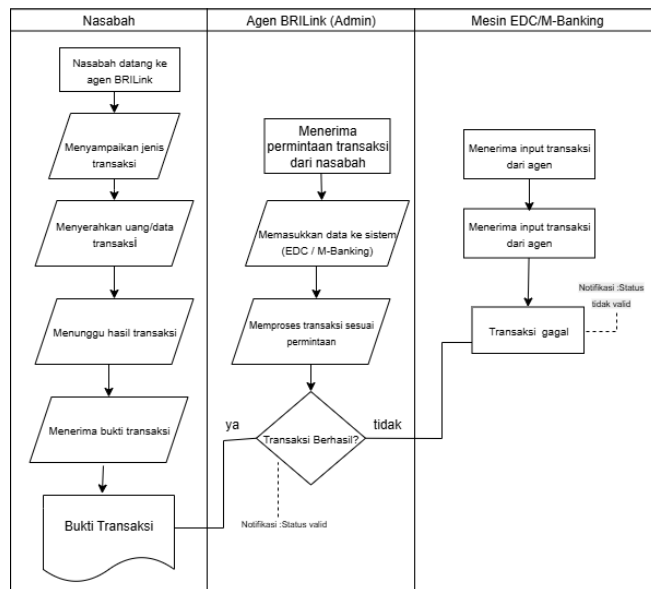 Nasabah
Agen BRILink (Admin)
Mesin EDC/M-Banking
Nasabah datang ke
agen BRILink
Menyampaikan jenis
transaksi
Menyerahkan uang/data
transaksi
Menunggu hasil transaksi
Menerima bukti transaksi
Bukti Transaksi
Menerima
permintaan transaksi
dari nasabah
Memasukkan data ke sistem
(EDC / M-Banking)
Memproses transaksi sesuai
permintaan
ya
Transaksi Berhasil?
tidak
Notifikasi :Status valid
Menerima input transaksi
dari agen
Menerima input transaksi
dari agen
Notifikasi :Status
tidak valid
Transaksi gagal